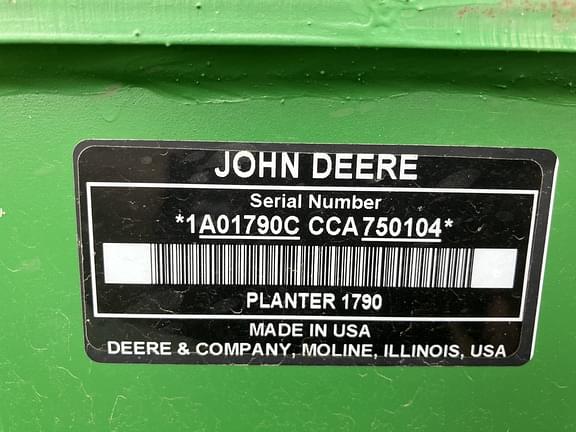 JOHN DEERE
Serial Number
*1A01790C CCA750104*
PLANTER 1790
MADE IN USA
DEERE & COMPANY, MOLINE, ILLINOIS, USA